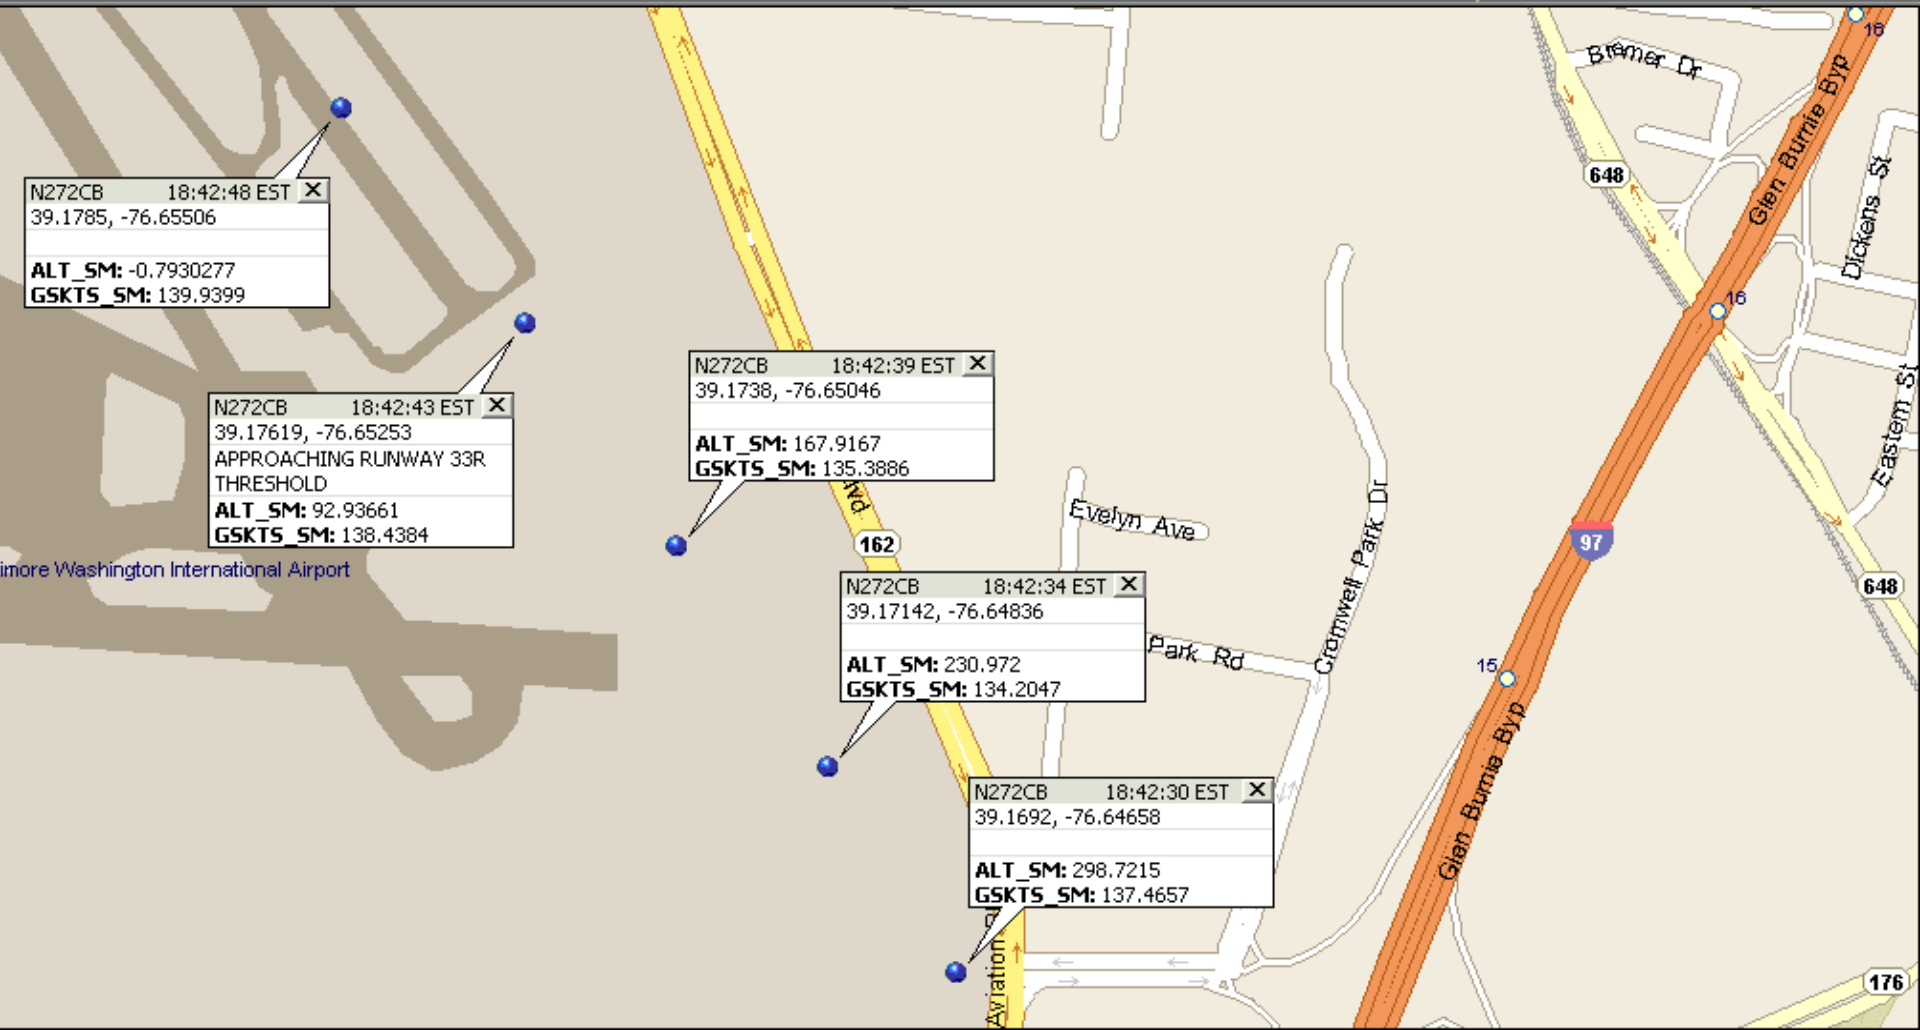 16
Bramer Dr
Glen Burnie Byp
648
Dickens St
N272CB 18:42:48 EST
39.1785, -76.65506
ALT_SM: -0.7930277
GSKTS_SM: 139.9399
16
N272CB 18:42:39 EST
39.1738, -76.65046
ALT_SM: 167.9167
GSKTS_SM: 135.3886
lvd
N272CB 18:42:43 EST
39.17619, -76.65253
APPROACHING RUNWAY 33R
THRESHOLD
ALT_SM: 92.93661
GSKTS_SM: 138.4384
Eastern St
Evelyn Ave
Cromwell Park Dr
162
97
imore Washington International Airport
648
N272CB 18:42:34 EST
39.17142, -76.64836
ALT_SM: 230.972
GSKTS_SM: 134.2047
Park Rd
15
Glen Burnie Byp
N272CB 18:42:30 EST
39.1692, -76.64658
ALT_SM: 298.7215
GSKTS_SM: 137.4657
Aviation
176